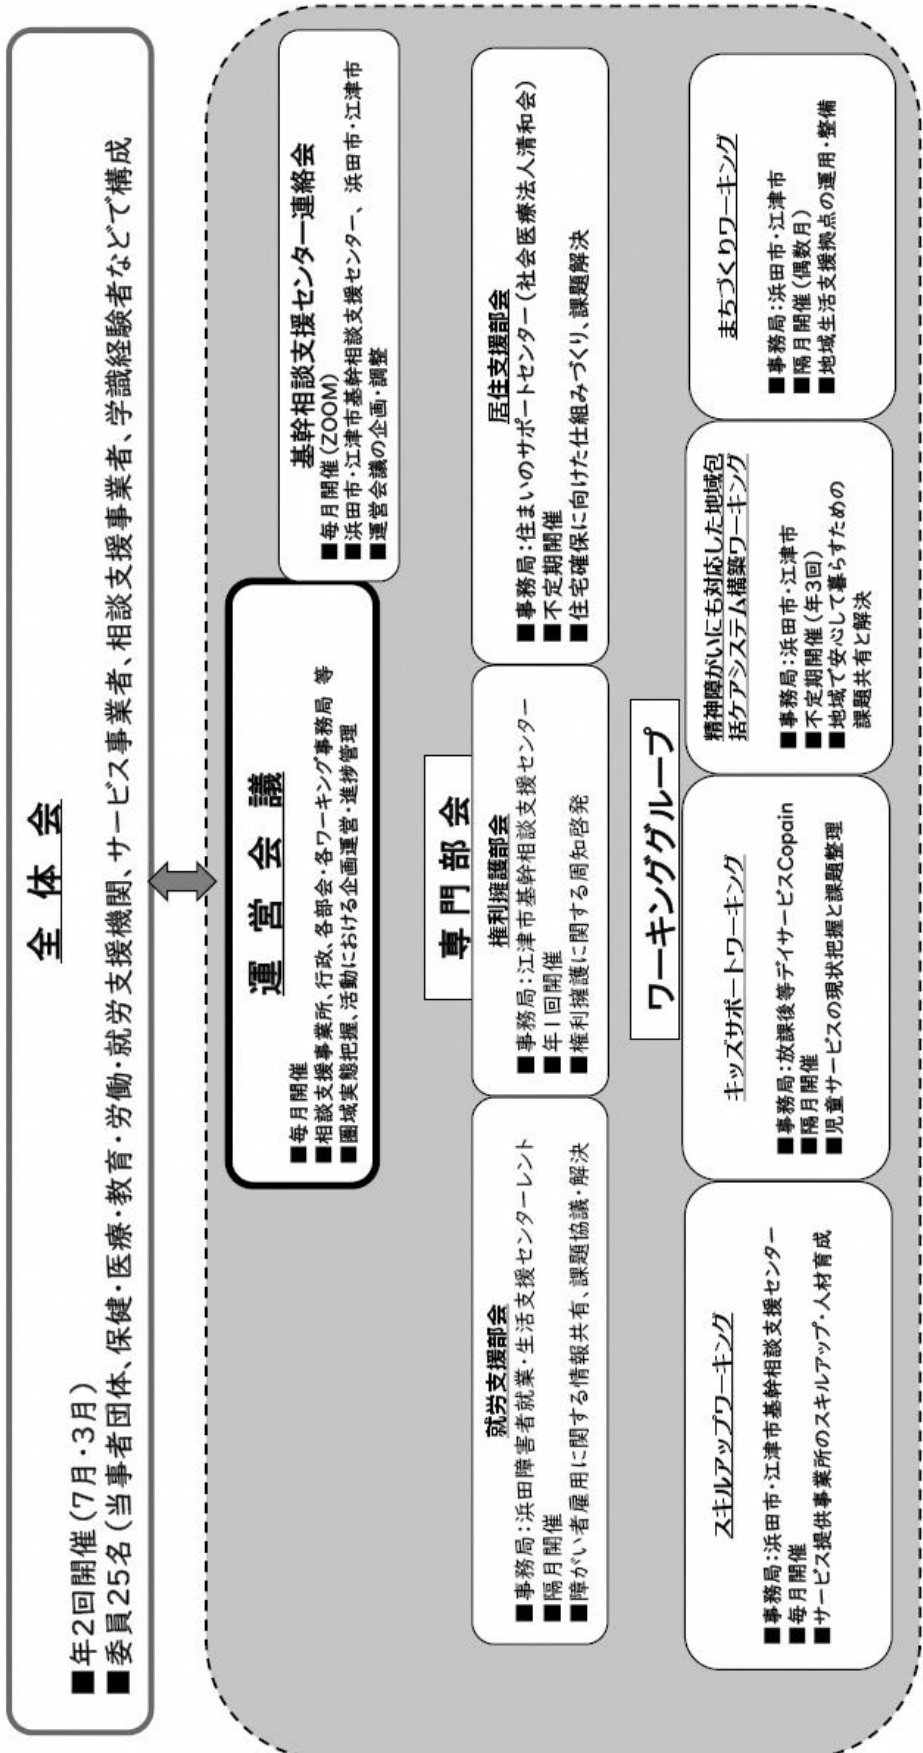 全体会
■年2回開催(7月・3月)
■委員25名(当事者団体、保健・医療・教育・労働・就労支援機関、サービス事業者、相談支援事業者、学識経験者などで構成
運営会議
■毎月開催
■相談支援事業所、行政、各部会・各ワーキング事務局 等
■圏域実態把握、活動における企画運営・進捗管理
基幹相談支援センター連絡会
■毎月開催(ZOOM)
■浜田市・江津市基幹相談支援センター、浜田市・江津市
■運営会議の企画・調整
専門部会
就労支援部会
■事務局:浜田障害者就業・生活支援センターレント
■隔月開催
■障がい者雇用に関する情報共有、課題協議・解決
権利擁護部会
■事務局:江津市基幹相談支援センター
■年1回開催
■権利擁護に関する周知啓発
居住支援部会
■事務局:住まいのサポートセンター(社会医療法人清和会)
■不定期開催
■住宅確保に向けた仕組みづくり、課題解決
ワーキンググループ
スキルアップワーキング
■事務局:浜田市・江津市基幹相談支援センター
■毎月開催
■サービス提供事業所のスキルアップ・人材育成
キッズサポートワーキング
■事務局:放課後等デイサービスCopain
■隔月開催
■児童サービスの現状把握と課題整理
精神障がいにも対応した地域包
括ケアシステム構築ワーキング
■事務局:浜田市・江津市
■不定期開催(年3回)
■地域で安心して暮らすための
課題共有と解決
まちづくりワーキング
■事務局:浜田市・江津市
■隔月開催(偶数月)
■地域生活支援拠点の運用・整備